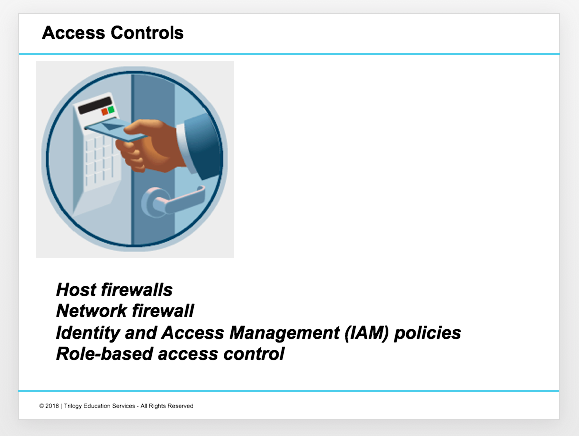 Access Controls
Host firewalls
Network firewall
Identity and Access Management (IAM) policies
Role-based access control
© 2018 | Trilogy Education Services - All Rights Reserved